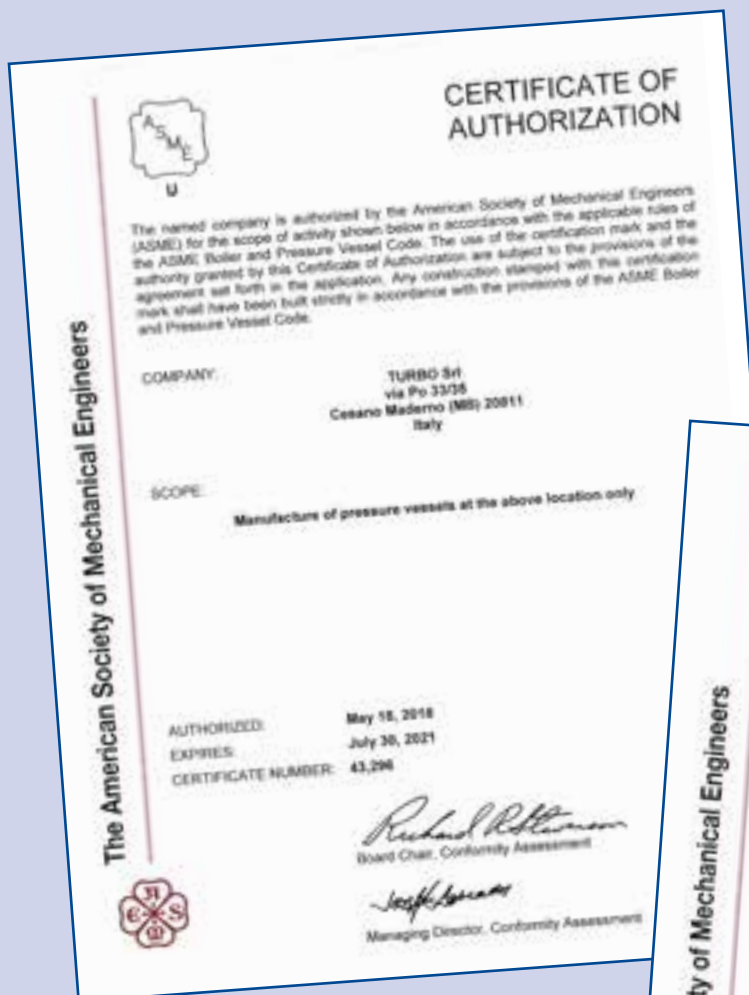 CERTIFICATE OF
AUTHORIZATION
ASME
U
The named company is authorized by the American Society of Mechanical Engineers
(ASME) for the scope of activity shown below in accordance with the applicable rules of
the ASME Boiler and Pressure Vessel Code. The use of the certification mark and the
authority granted by this Certificate of Authorization are subject to the provisions of the
agreement set forth in the application. Any construction stamped with this certification
mark shall have been built strictly in accordance with the provisions of the ASME Boiler
and Pressure Vessel Code.
COMPANY:
TURBO Srl
via Po 33/35
Cesano Maderno (MB) 20811
Italy
SCOPE:
Manufacture of pressure vessels at the above location only
AUTHORIZED: May 18, 2018
EXPIRES: July 30, 2021
CERTIFICATE NUMBER: 43,296
Board Chair, Conformity Assessment
Managing Director, Conformity Assessment
The American Society of Mechanical Engineers
ASME
ty of Mechanical Engineers